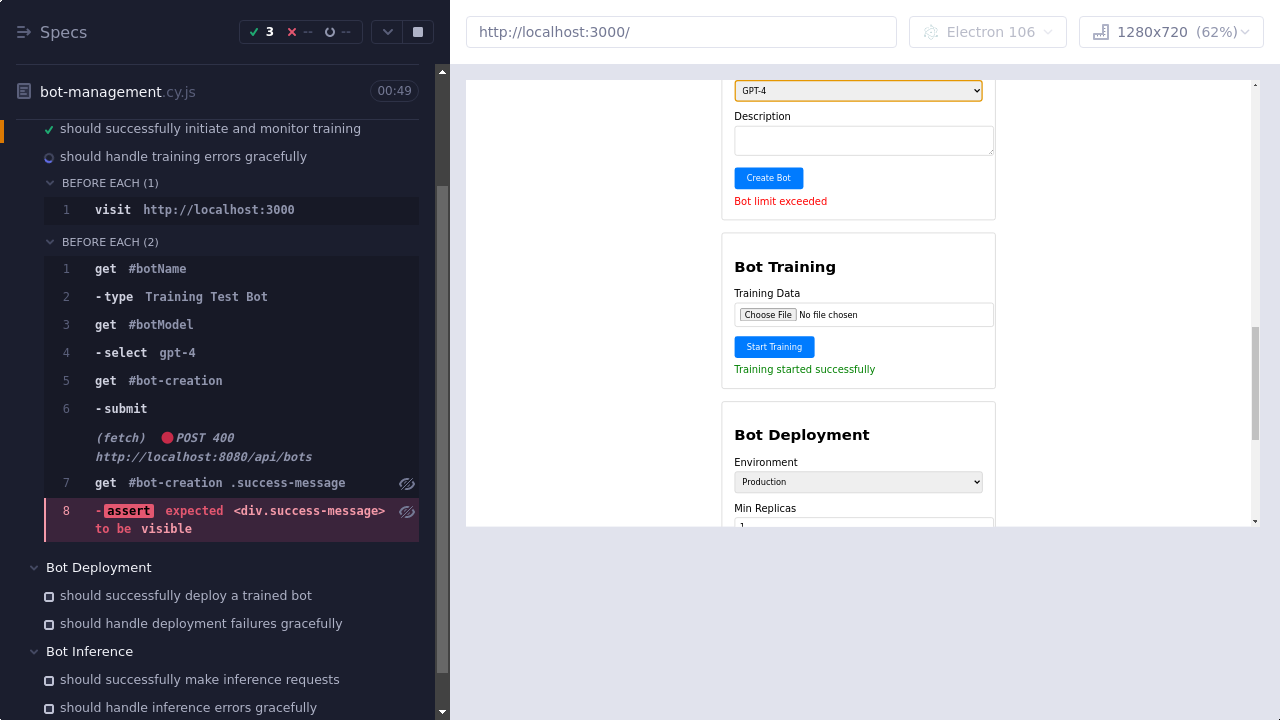 Specs
3
--
--
bot-management.cy.js
00:49
should successfully initiate and monitor training
should handle training errors gracefully
BEFORE EACH (1)
1 visit http://localhost:3000
BEFORE EACH (2)
1 get #botName
2 -type Training Test Bot
3 get #botModel
4 -select gpt-4
5 get #bot-creation
6 -submit
(fetch) POST 400
http://localhost:8080/api/bots
7 get #bot-creation .success-message
8 -assert expected <div.success-message>
to be visible
Bot Deployment
should successfully deploy a trained bot
should handle deployment failures gracefully
Bot Inference
should successfully make inference requests
should handle inference errors gracefully
http://localhost:3000/
Electron 106
1280x720 (62%)
GPT-4
Description
Create Bot
Bot limit exceeded
Bot Training
Training Data
Choose File No file chosen
Start Training
Training started successfully
Bot Deployment
Environment
Production
Min Replicas
1